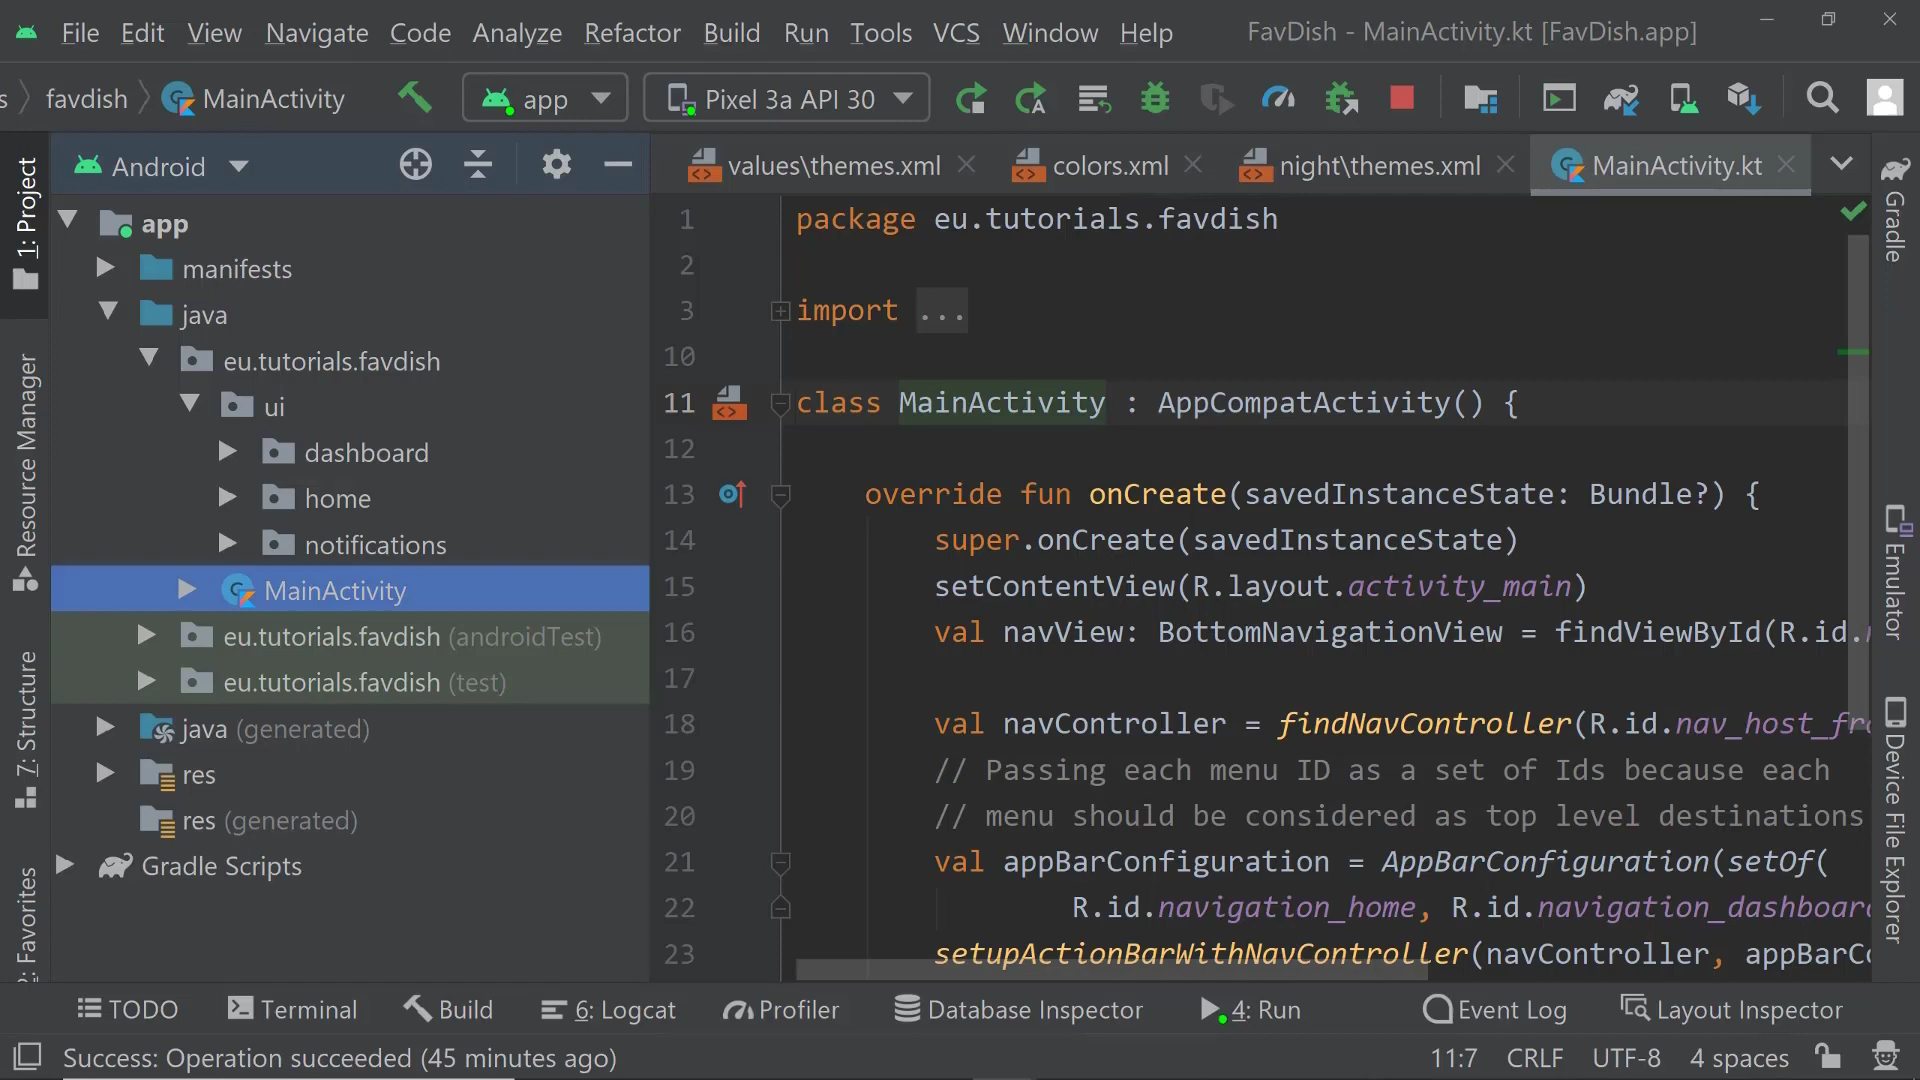 File Edit View Navigate Code Analyze Refactor Build Run Tools VCS Window Help FavDish - MainActivity.kt [FavDish.app]
s favdish MainActivity app Pixel 3a API 30
Android
values\themes.xml colors.xml night\themes.xml MainActivity.kt
1: Project
Resource Manager
7: Structure
Favorites
app
manifests
java
eu.tutorials.favdish
ui
dashboard
home
notifications
MainActivity
eu.tutorials.favdish (androidTest)
eu.tutorials.favdish (test)
java (generated)
res
res (generated)
Gradle Scripts
1 package eu.tutorials.favdish
2
3 import ...
10
11 class MainActivity : AppCompatActivity() {
12
13 override fun onCreate(savedInstanceState: Bundle?) {
14 super.onCreate(savedInstanceState)
15 setContentView(R.layout.activity_main)
16 val navView: BottomNavigationView = findViewById(R.id.
17
18 val navController = findNavController(R.id.nav_host_fr
19 // Passing each menu ID as a set of Ids because each
20 // menu should be considered as top level destinations
21 val appBarConfiguration = AppBarConfiguration(setOf(
22 R.id.navigation_home, R.id.navigation_dashboar
23 setupActionBarWithNavController(navController, appBarC
Gradle
Emulator
Device File Explorer
TODO Terminal Build 6: Logcat Profiler Database Inspector 4: Run Event Log Layout Inspector
Success: Operation succeeded (45 minutes ago) 11:7 CRLF UTF-8 4 spaces